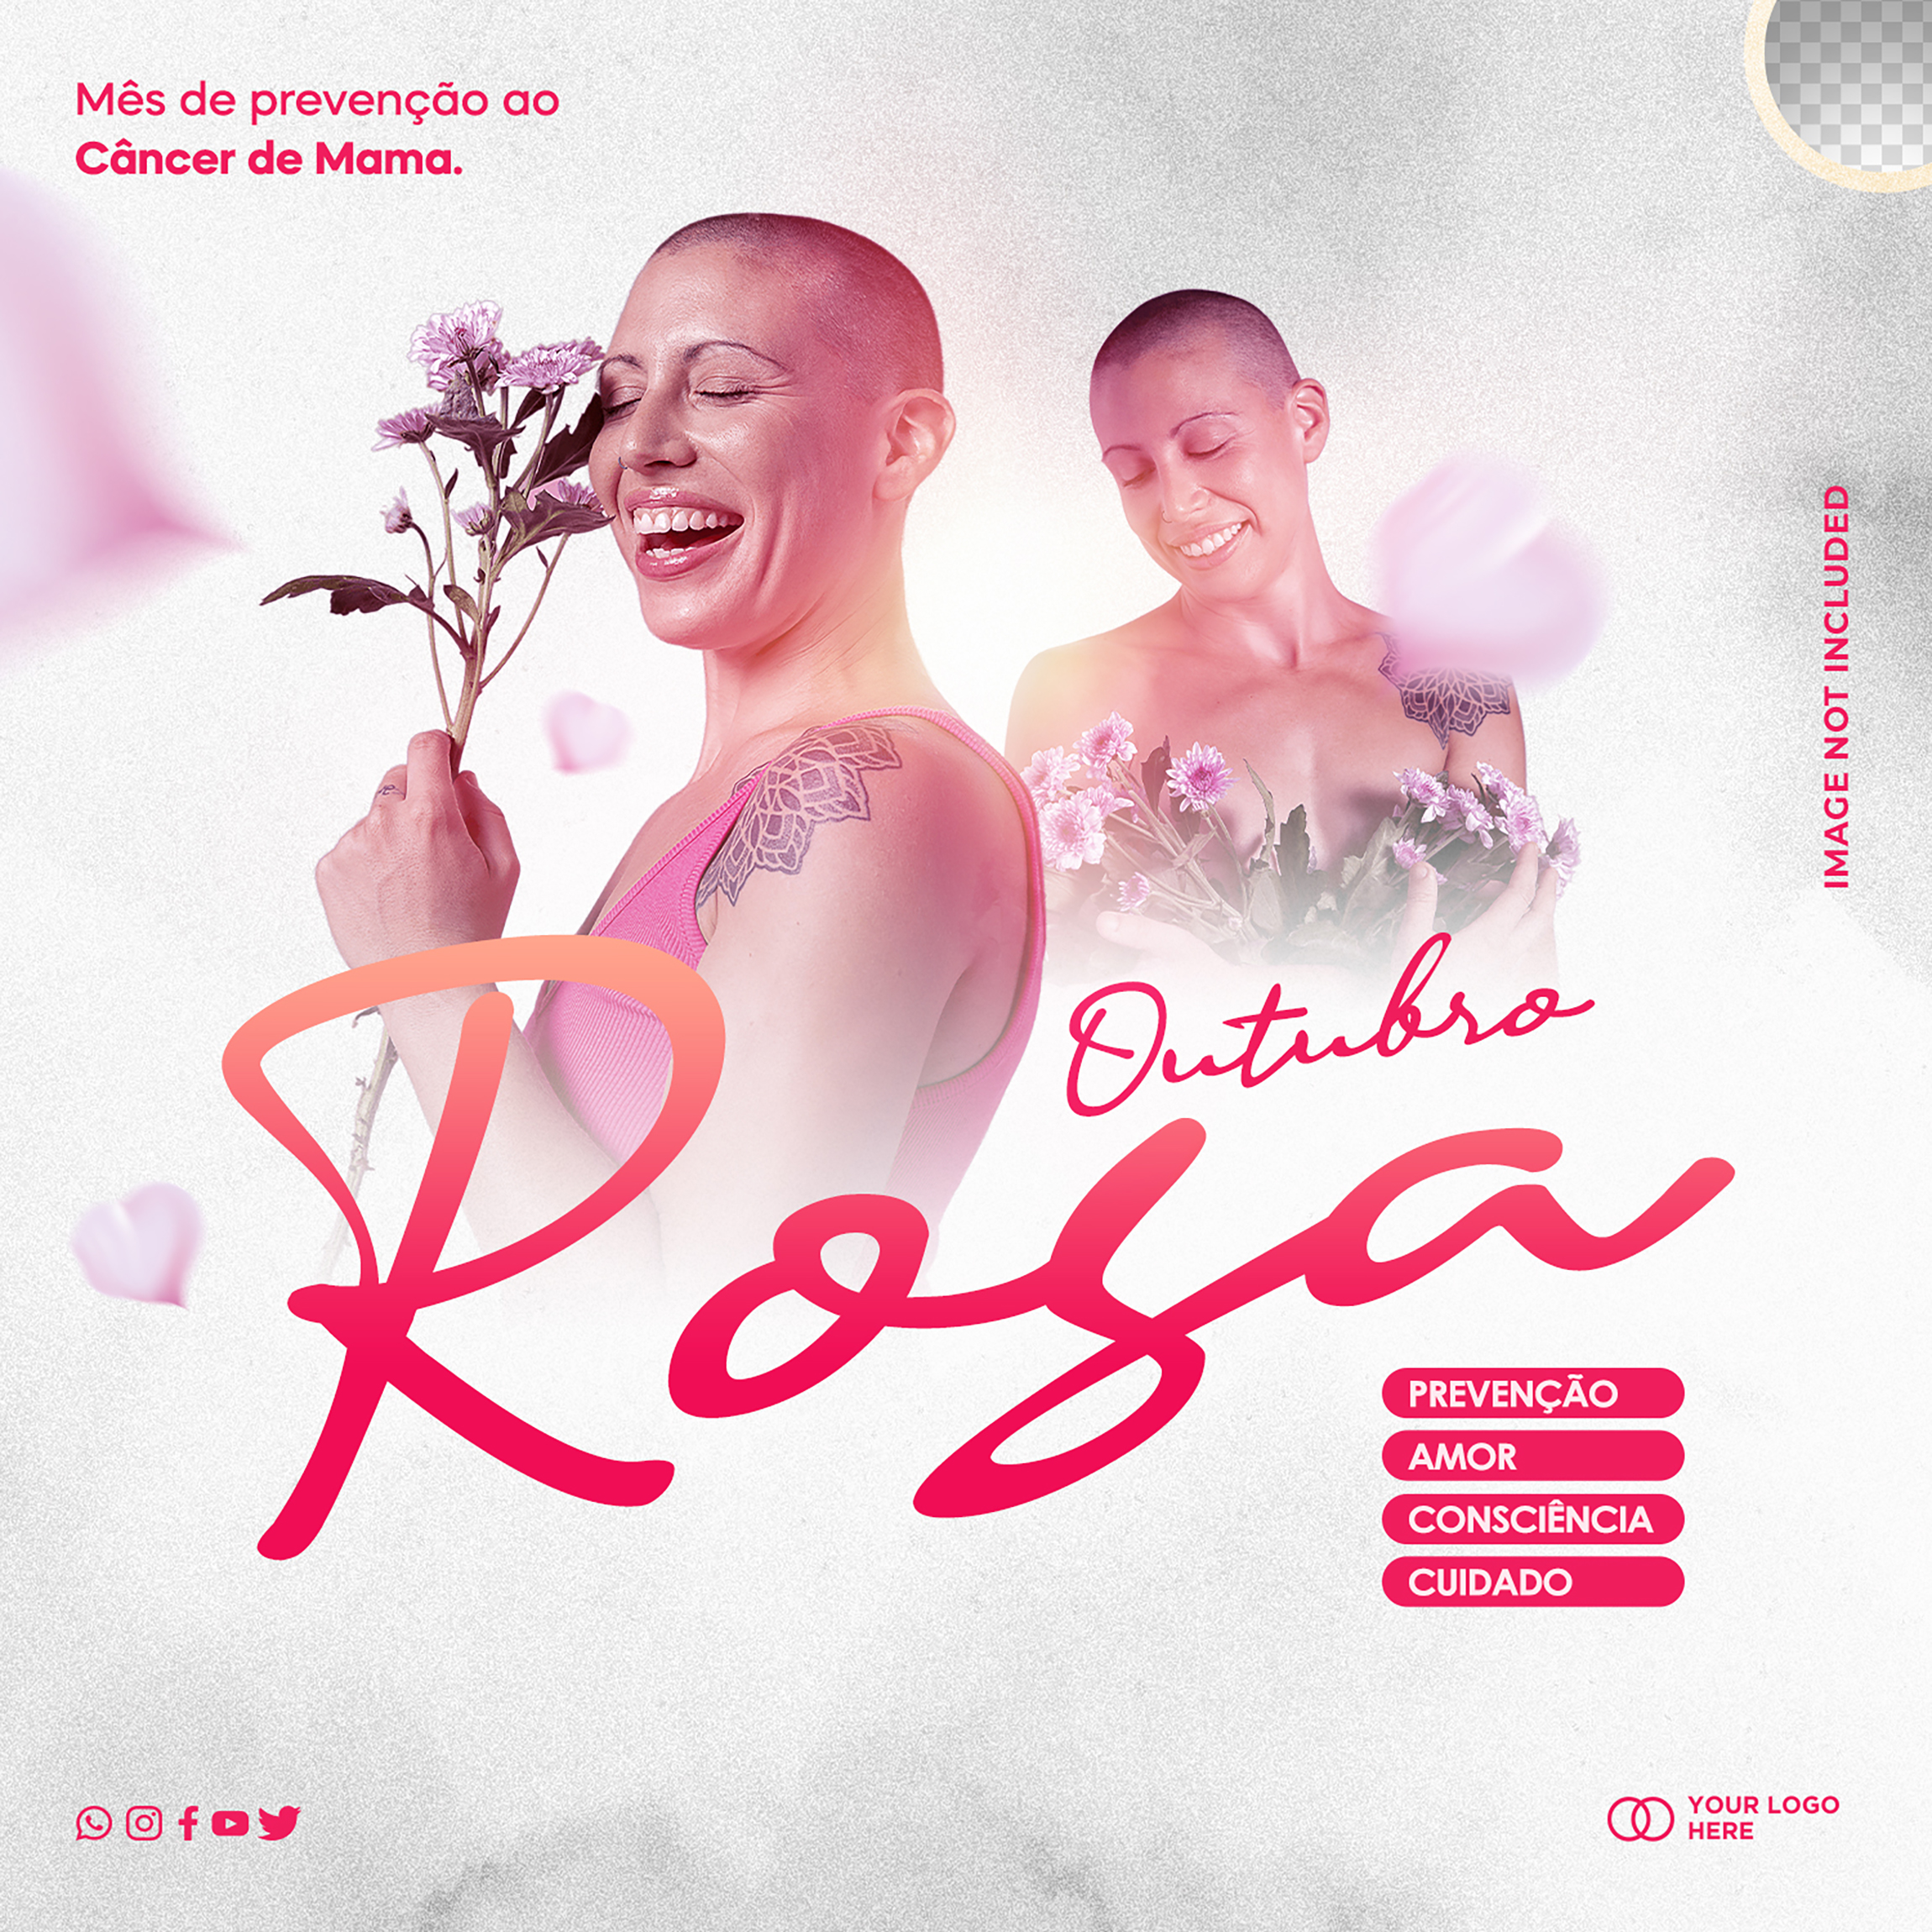 Mês de prevenção ao
Câncer de Mama.
IMAGE NOT INCLUDED
Outubro
Rosa
PREVENÇÃO
AMOR
CONSCIÊNCIA
CUIDADO
YOUR LOGO
HERE